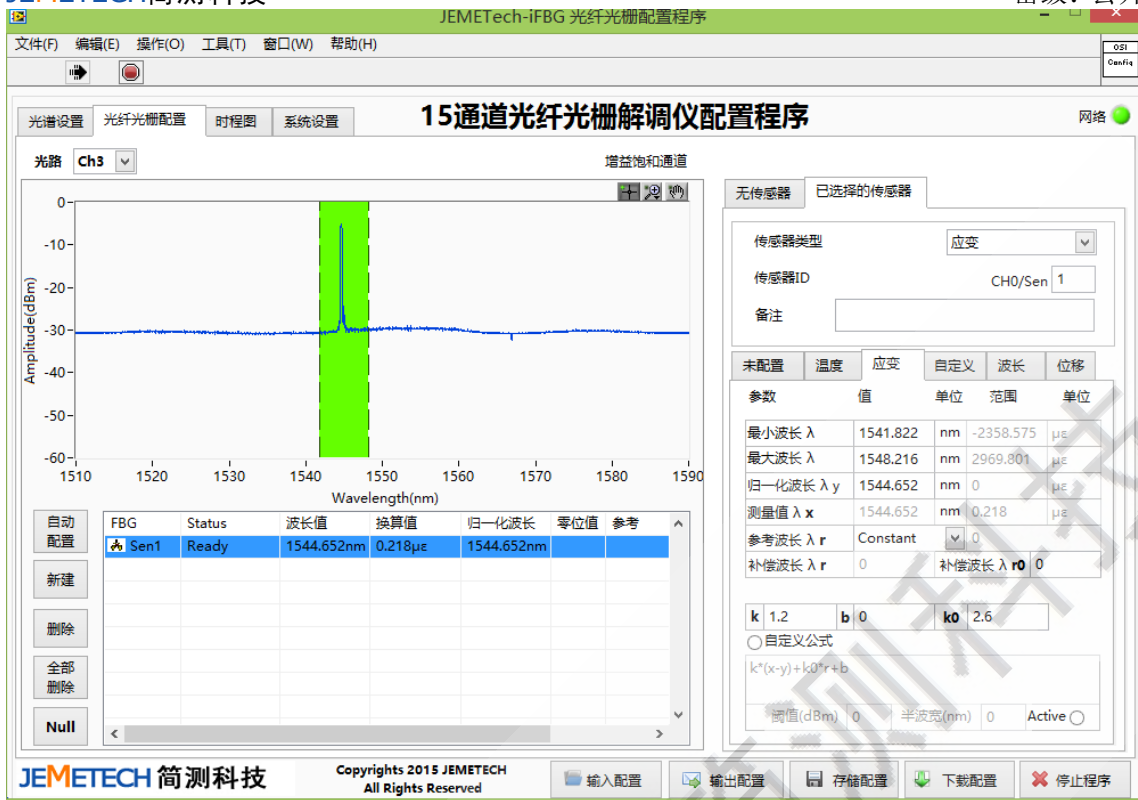 JEMETECH简测科技
JEMETech-iFBG 光纤光栅配置程序
文件(F) 编辑(E) 操作(O) 工具(T) 窗口(W) 帮助(H)
OSI
Config
光谱设置 光纤光栅配置 时程图 系统设置
15通道光纤光栅解调仪配置程序
网络
光路 Ch3
增益饱和通道
Amplitude(dBm)
0
-10
-20
-30
-40
-50
-60
1510 1520 1530 1540 1550 1560 1570 1580 1590
Wavelength(nm)
无传感器 已选择的传感器
传感器类型 应变
传感器ID CH0/Sen 1
备注
未配置 温度 应变 自定义 波长 位移
参数 值 单位 范围 单位
最小波长 λ 1541.822 nm -2358.575 με
最大波长 λ 1548.216 nm 2969.801 με
归一化波长 λ y 1544.652 nm 0 με
测量值 λ x 1544.652 nm 0.218 με
参考波长 λ r Constant 0
补偿波长 λ r 0 补偿波长 λ r0 0
k 1.2 b 0 k0 2.6
自定义公式
k*(x-y)+k0*r+b
阈值(dBm) 0 半波宽(nm) 0 Active
自动配置
新建
删除
全部删除
Null
FBG Status 波长值 换算值 归一化波长 零位值 参考
Sen1 Ready 1544.652nm 0.218με 1544.652nm
JEMETECH 简测科技
Copyrights 2015 JEMETECH
All Rights Reserved
输入配置 输出配置 存储配置 下载配置 停止程序